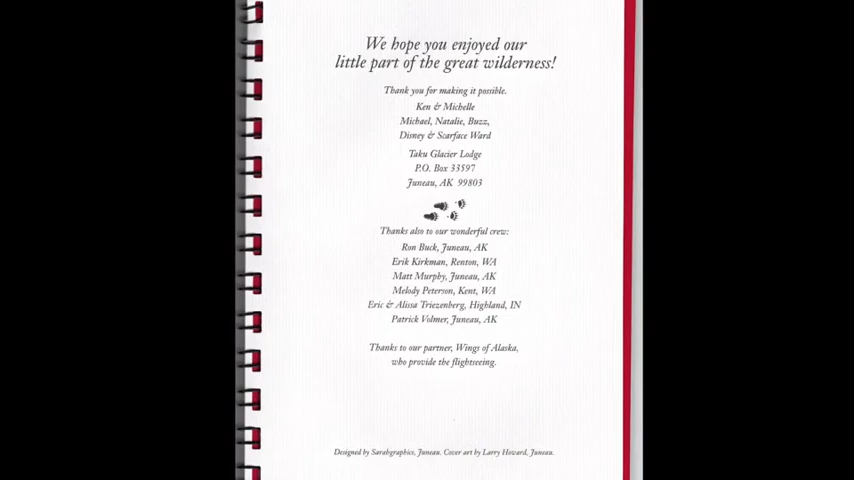 We hope you enjoyed our
little part of the great wilderness!
Thank you for making it possible.
Ken & Michelle
Michael, Natalie, Buzz,
Disney & Scarface Ward
Taku Glacier Lodge
P.O. Box 33597
Juneau, AK 99803
Thanks also to our wonderful crew:
Ron Buck, Juneau, AK
Erik Kirkman, Renton, WA
Matt Murphy, Juneau, AK
Melody Peterson, Kent, WA
Eric & Alissa Triezenberg, Highland, IN
Patrick Volmer, Juneau, AK
Thanks to our partner, Wings of Alaska,
who provide the flightseeing.
Designed by Sarahgraphics, Juneau. Cover art by Larry Howard, Juneau.